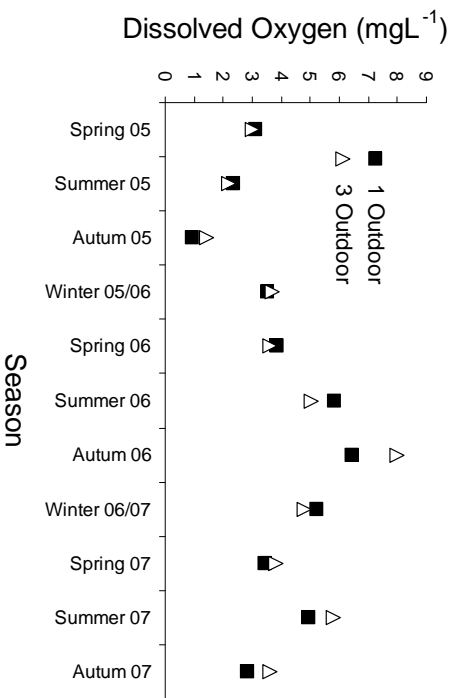 Dissolved Oxygen (mgL⁻¹)
0
1
2
3
4
5
6
7
8
9
1 Outdoor
3 Outdoor
Spring 05
Summer 05
Autum 05
Winter 05/06
Spring 06
Summer 06
Autum 06
Winter 06/07
Spring 07
Summer 07
Autum 07
Season